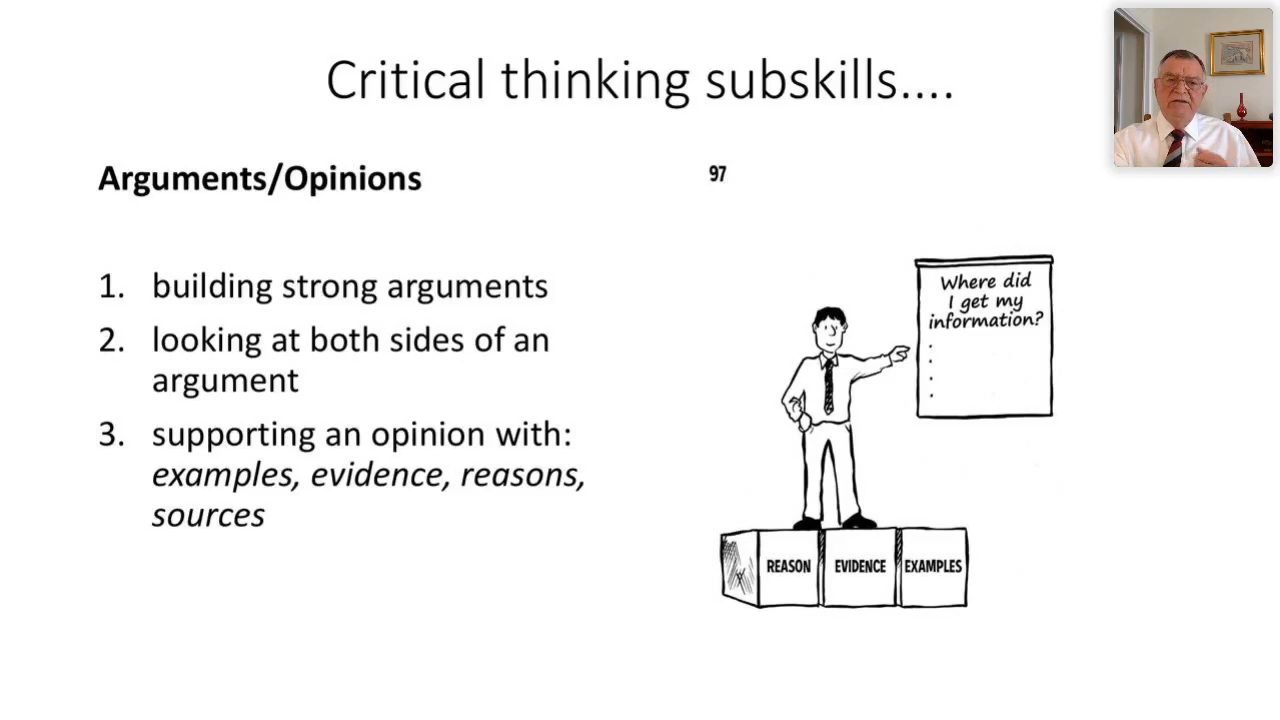 Critical thinking subskills....
Arguments/Opinions
1. building strong arguments
2. looking at both sides of an
argument
3. supporting an opinion with:
examples, evidence, reasons,
sources
97
Where did
I get my
information?
REASON
EVIDENCE
EXAMPLES